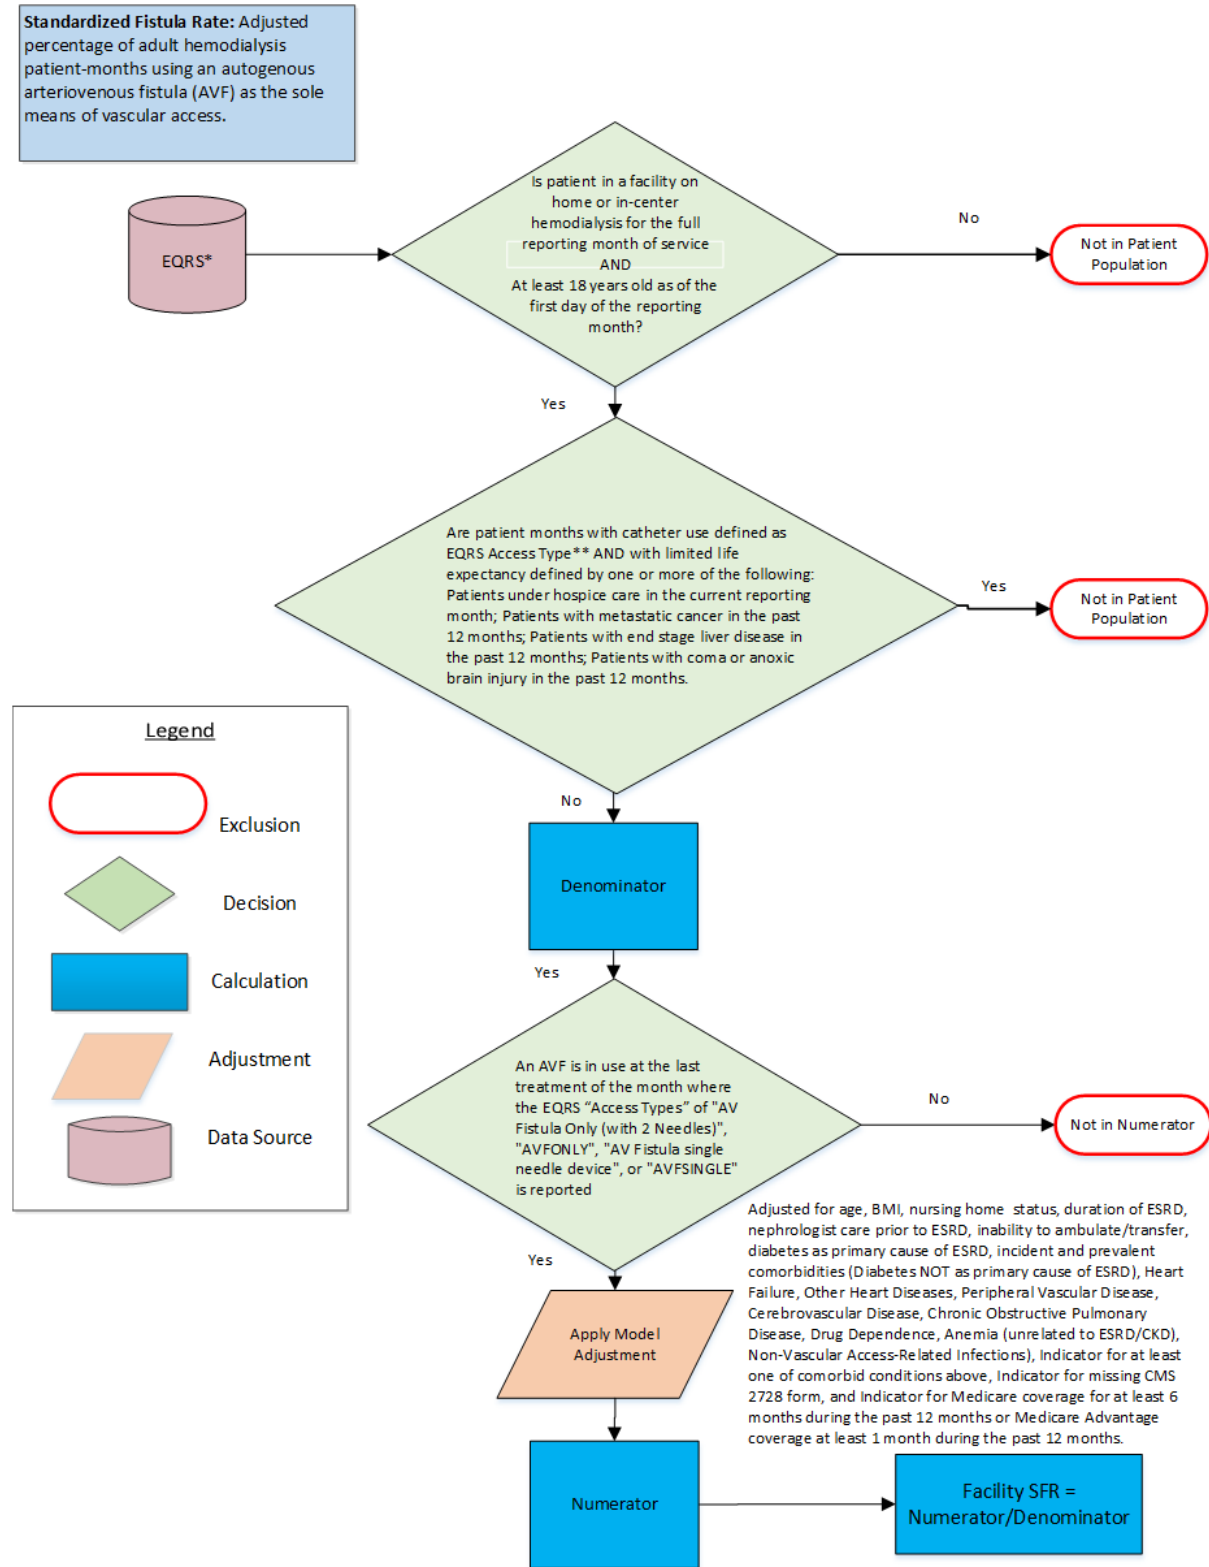 Standardized Fistula Rate: Adjusted
percentage of adult hemodialysis
patient-months using an autogenous
arteriovenous fistula (AVF) as the sole
means of vascular access.
EQRS*
Is patient in a facility on
home or in-center
hemodialysis for the full
reporting month of service
AND
At least 18 years old as of the
first day of the reporting
month?
No
Not in Patient
Population
Yes
Are patient months with catheter use defined as
EQRS Access Type** AND with limited life
expectancy defined by one or more of the following:
Patients under hospice care in the current reporting
month; Patients with metastatic cancer in the past
12 months; Patients with end stage liver disease in
the past 12 months; Patients with coma or anoxic
brain injury in the past 12 months.
Yes
Not in Patient
Population
No
Legend
Exclusion
Decision
Calculation
Adjustment
Data Source
Denominator
Yes
An AVF is in use at the last
treatment of the month where
the EQRS “Access Types” of "AV
Fistula Only (with 2 Needles)",
"AVFONLY", "AV Fistula single
needle device", or "AVFSINGLE"
is reported
No
Not in Numerator
Yes
Apply Model
Adjustment
Adjusted for age, BMI, nursing home status, duration of ESRD,
nephrologist care prior to ESRD, inability to ambulate/transfer,
diabetes as primary cause of ESRD, incident and prevalent
comorbidities (Diabetes NOT as primary cause of ESRD), Heart
Failure, Other Heart Diseases, Peripheral Vascular Disease,
Cerebrovascular Disease, Chronic Obstructive Pulmonary
Disease, Drug Dependence, Anemia (unrelated to ESRD/CKD),
Non-Vascular Access-Related Infections), Indicator for at least
one of comorbid conditions above, Indicator for missing CMS
2728 form, and Indicator for Medicare coverage for at least 6
months during the past 12 months or Medicare Advantage
coverage at least 1 month during the past 12 months.
Numerator
Facility SFR =
Numerator/Denominator